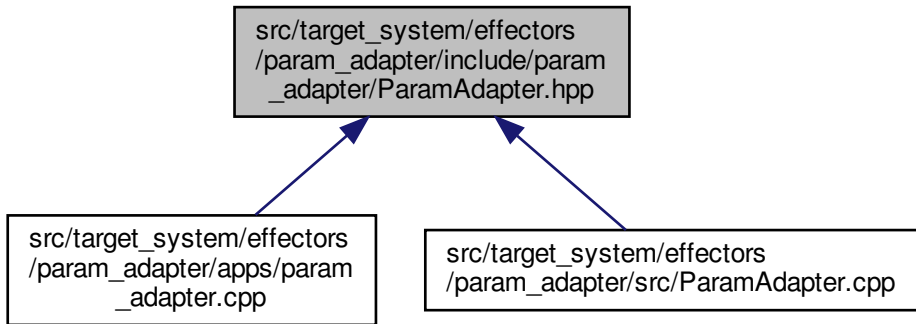 src/target_system/effectors
/param_adapter/include/param
_adapter/ParamAdapter.hpp
src/target_system/effectors
/param_adapter/apps/param
_adapter.cpp
src/target_system/effectors
/param_adapter/src/ParamAdapter.cpp